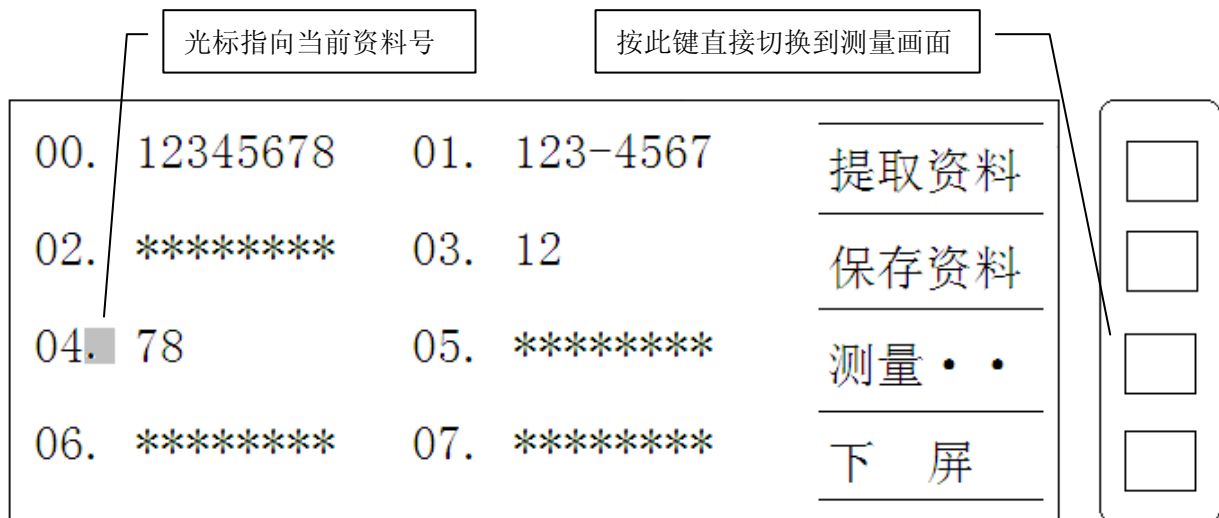 光标指向当前资料号
按此键直接切换到测量画面
00. 12345678 01. 123-4567 提取资料
02. ******** 03. 12 保存资料
04. 78 05. ******** 测量··
06. ******** 07. ******** 下 屏